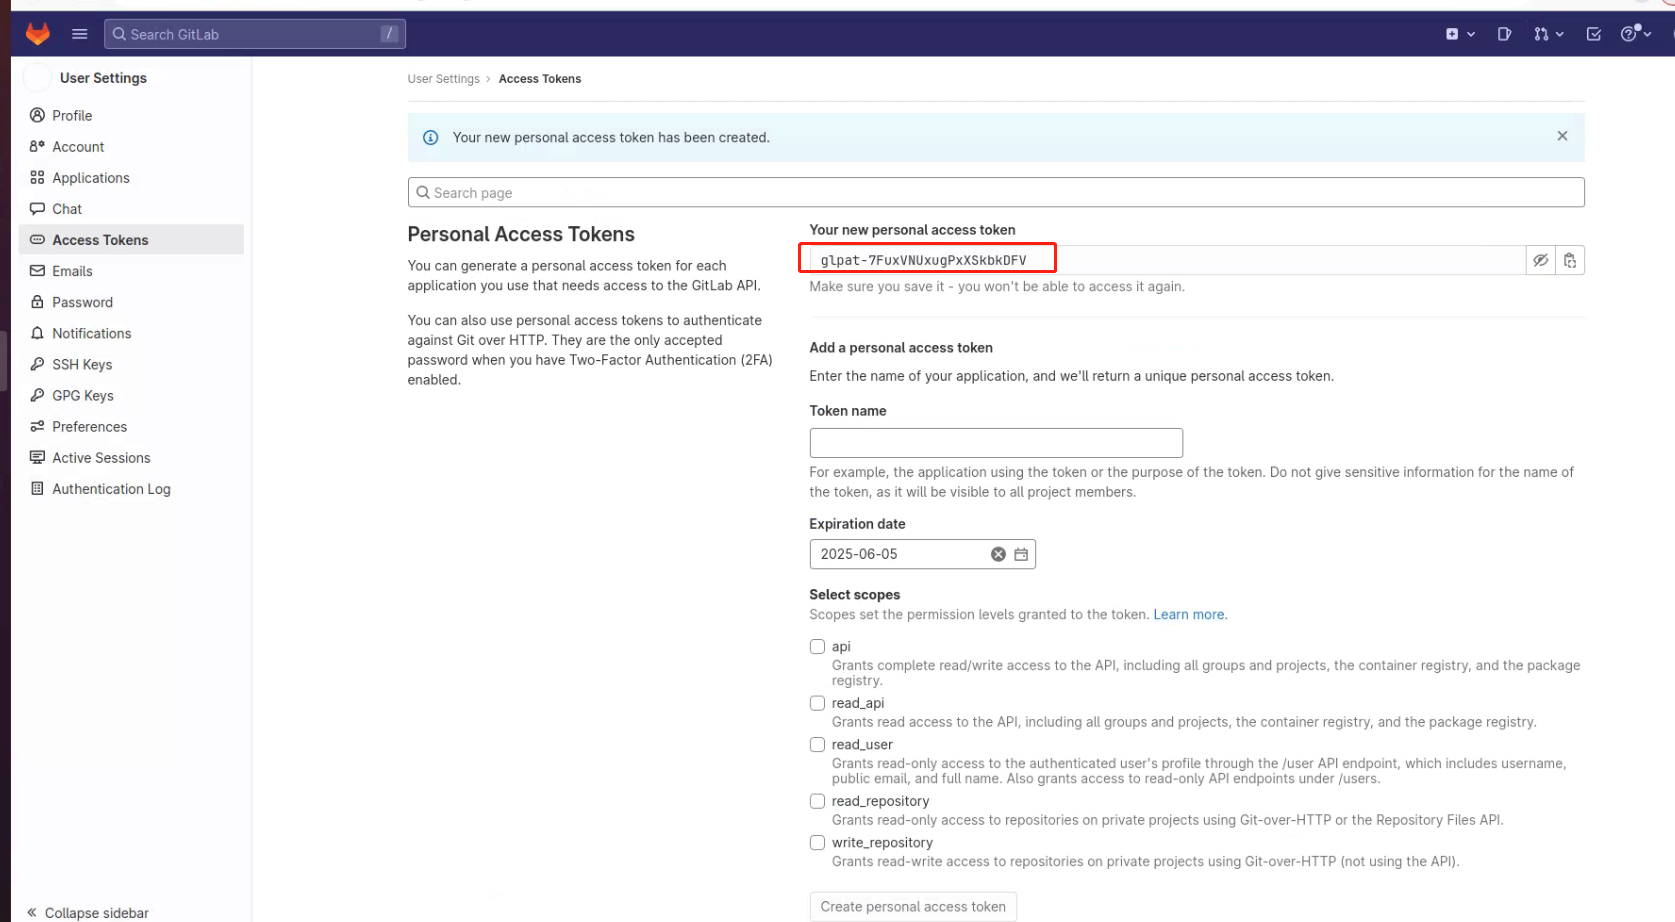 Search GitLab /
User Settings
Profile
Account
Applications
Chat
Access Tokens
Emails
Password
Notifications
SSH Keys
GPG Keys
Preferences
Active Sessions
Authentication Log
Collapse sidebar
User Settings › Access Tokens
Your new personal access token has been created.
Search page
Personal Access Tokens
You can generate a personal access token for each
application you use that needs access to the GitLab API.
You can also use personal access tokens to authenticate
against Git over HTTP. They are the only accepted
password when you have Two-Factor Authentication (2FA)
enabled.
Your new personal access token
glpat-7FuxVNUxugPxXSkbkDFV
Make sure you save it - you won't be able to access it again.
Add a personal access token
Enter the name of your application, and we'll return a unique personal access token.
Token name
For example, the application using the token or the purpose of the token. Do not give sensitive information for the name of
the token, as it will be visible to all project members.
Expiration date
2025-06-05
Select scopes
Scopes set the permission levels granted to the token. Learn more.
api
Grants complete read/write access to the API, including all groups and projects, the container registry, and the package
registry.
read_api
Grants read access to the API, including all groups and projects, the container registry, and the package registry.
read_user
Grants read-only access to the authenticated user's profile through the /user API endpoint, which includes username,
public email, and full name. Also grants access to read-only API endpoints under /users.
read_repository
Grants read-only access to repositories on private projects using Git-over-HTTP or the Repository Files API.
write_repository
Grants read-write access to repositories on private projects using Git-over-HTTP (not using the API).
Create personal access token